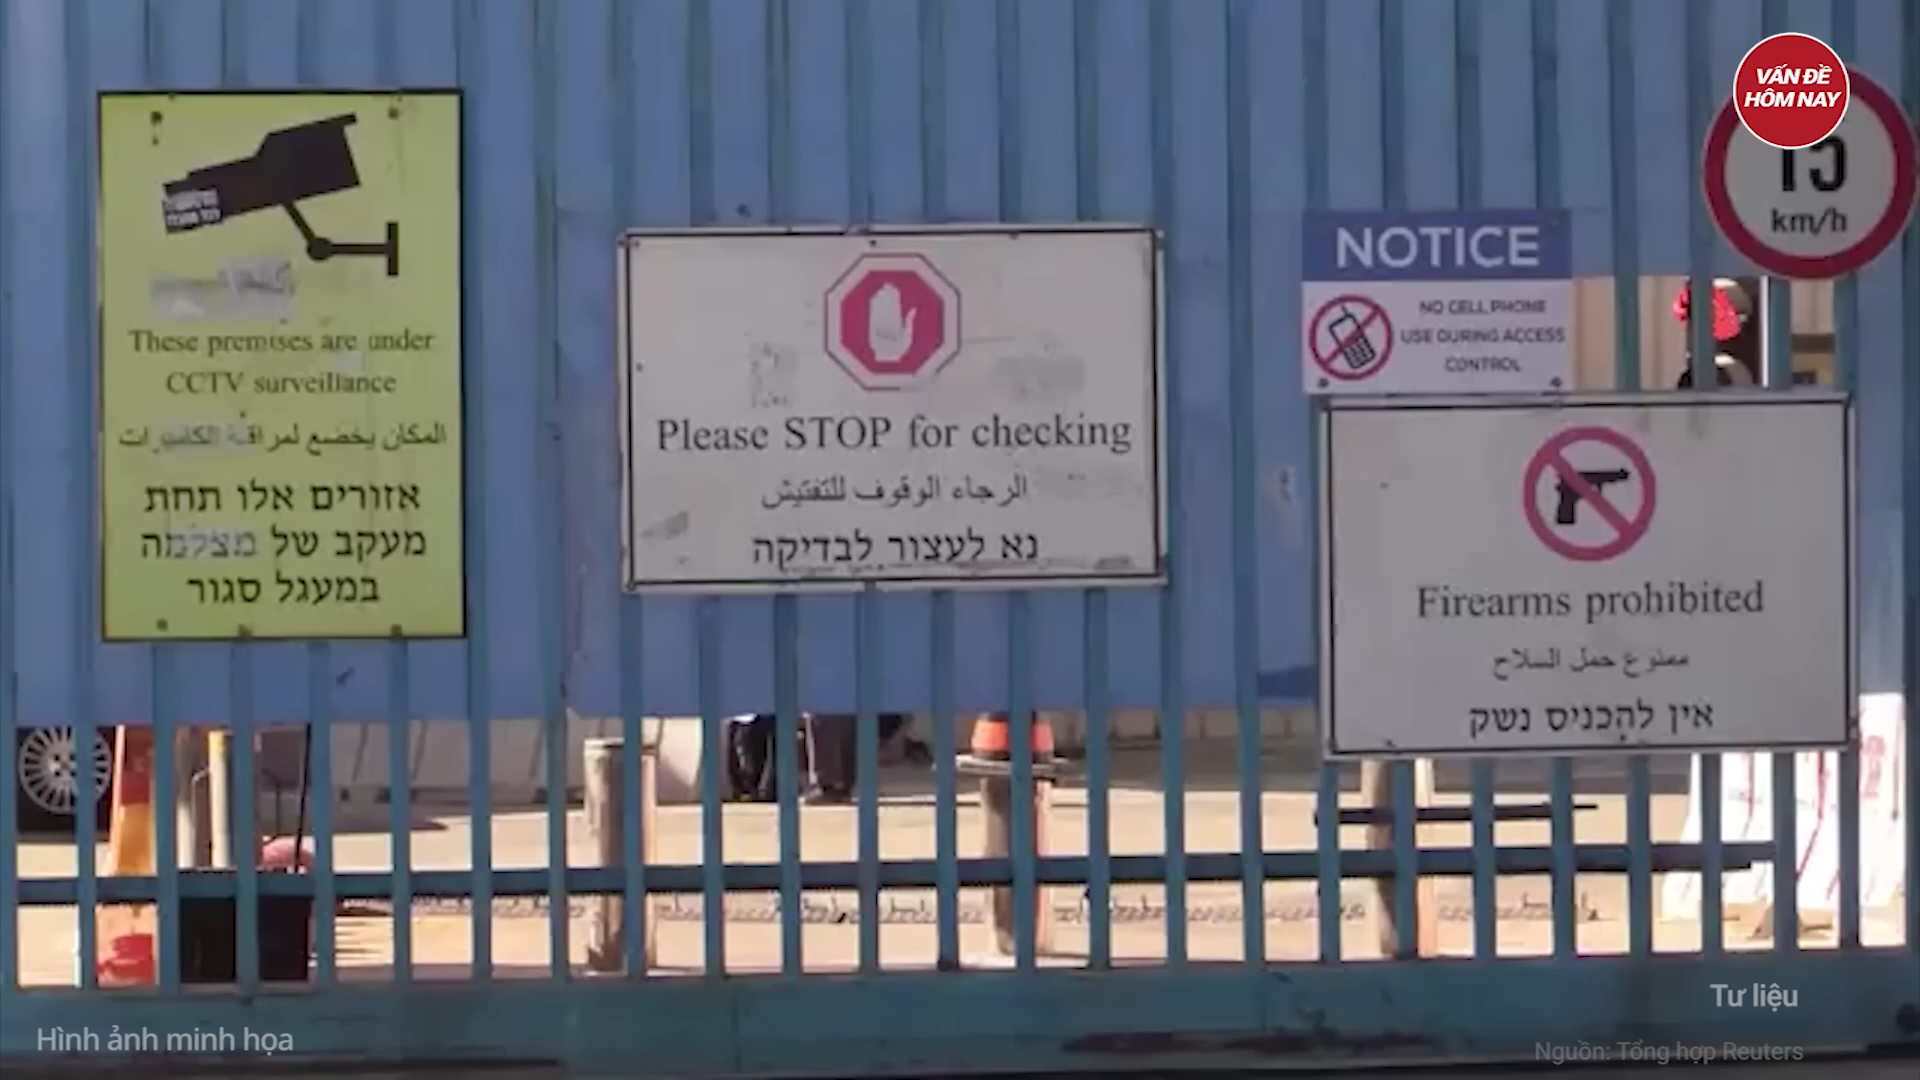 These premises are under
CCTV surveillance
المكان يخضع لمراقبة الكاميرات
אזורים אלו תחת
מעקב של מצלמה
במעגל סגור
Please STOP for checking
الرجاء الوقوف للتفتيش
נא לעצור לבדיקה
NOTICE
NO CELL PHONE
USE DURING ACCESS
CONTROL
VẤN ĐỀ
HÔM NAY
15
km/h
Firearms prohibited
ممنوع حمل السلاح
אין להכניס נשק
Tư liệu
Hình ảnh minh họa
Nguồn: Tổng hợp Reuters